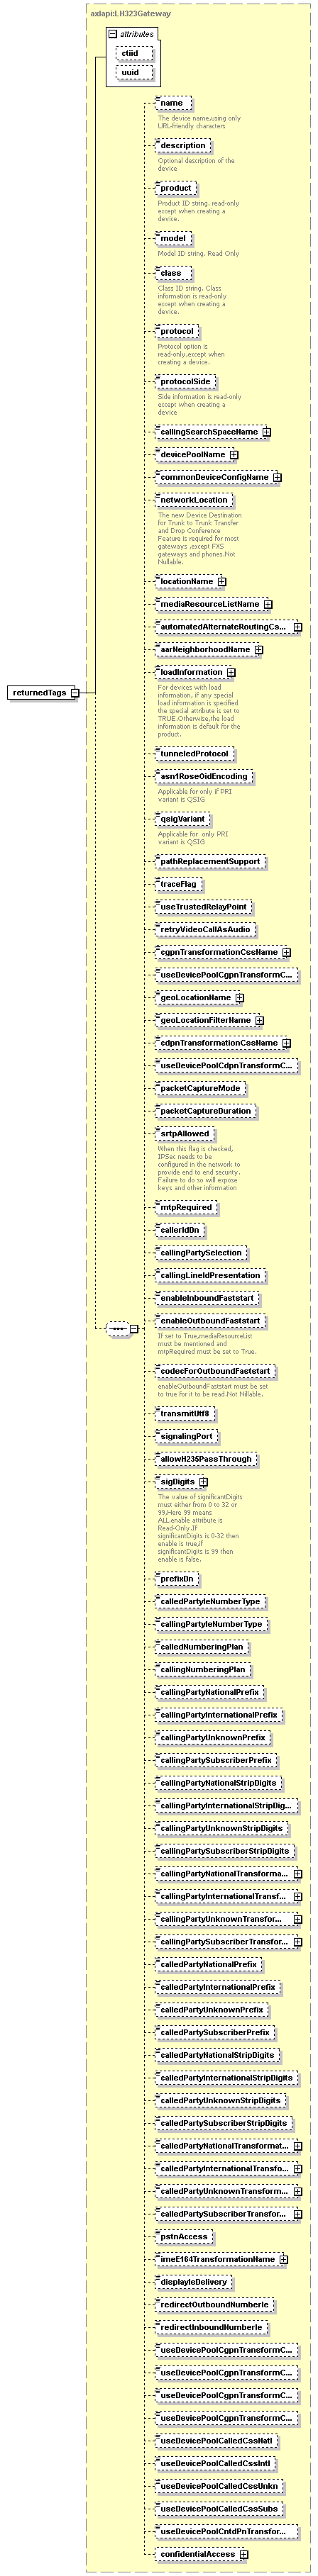 axlapi:LH323Gateway
attributes
ctiid
uuid
name
The device name,using only
URL-friendly characters
description
Optional description of the
device
product
Product ID string. read-only
except when creating a
device.
model
Model ID string. Read Only
class
Class ID string. Class
information is read-only
except when creating a
device.
protocol
Protocol option is
read-only,except when
creating a device.
protocolSide
Side information is read-only
except when creating a
device
callingSearchSpaceName
devicePoolName
commonDeviceConfigName
networkLocation
The new Device Destination
for Trunk to Trunk Transfer
and Drop Conference
Feature is required for most
gateways ,except FXS
gateways and phones.Not
Nullable.
locationName
mediaResourceListName
automatedAlternateRoutingCs...
aarNeighborhoodName
returnedTags
loadInformation
For devices with load
information, if any special
load information is specified
the special attribute is set to
TRUE.Otherwise,the load
information is default for the
product.
tunneledProtocol
asn1RoseOidEncoding
Applicable for only if PRI
variant is QSIG
qsigVariant
Applicable for  only PRI
variant is QSIG
pathReplacementSupport
traceFlag
useTrustedRelayPoint
retryVideoCallAsAudio
cgpnTransformationCssName
useDevicePoolCgpnTransformC...
geoLocationName
geoLocationFilterName
cdpnTransformationCssName
useDevicePoolCdpnTransformC...
packetCaptureMode
packetCaptureDuration
srtpAllowed
When this flag is checked,
IPSec needs to be
configured in the network to
provide end to end security.
Failure to do so will expose
keys and other information
mtpRequired
callerIdDn
callingPartySelection
callingLineIdPresentation
enableInboundFaststart
enableOutboundFaststart
If set to True,mediaResourceList
must be mentioned and
mtpRequired must be set to True.
codecForOutboundFaststart
enableOutboundFaststart must be set
to true for it to be read.Not Nillable.
transmitUtf8
signalingPort
allowH235PassThrough
sigDigits
The value of significantDigits
must either from 0 to 32 or
99,Here 99 means
ALL.enable attribute is
Read-Only.If
significantDigits is 0-32 then
enable is true,if
significantDigits is 99 then
enable is false.
prefixDn
calledPartyIeNumberType
callingPartyIeNumberType
calledNumberingPlan
callingNumberingPlan
callingPartyNationalPrefix
callingPartyInternationalPrefix
callingPartyUnknownPrefix
callingPartySubscriberPrefix
callingPartyNationalStripDigits
callingPartyInternationalStripDig...
callingPartyUnknownStripDigits
callingPartySubscriberStripDigits
callingPartyNationalTransforma...
callingPartyInternationalTransf...
callingPartyUnknownTransfor...
callingPartySubscriberTransfor...
calledPartyNationalPrefix
calledPartyInternationalPrefix
calledPartyUnknownPrefix
calledPartySubscriberPrefix
calledPartyNationalStripDigits
calledPartyInternationalStripDigits
calledPartyUnknownStripDigits
calledPartySubscriberStripDigits
calledPartyNationalTransformat...
calledPartyInternationalTransfo...
calledPartyUnknownTransform...
calledPartySubscriberTransfor...
pstnAccess
imeE164TransformationName
displayIeDelivery
redirectOutboundNumberIe
redirectInboundNumberIe
useDevicePoolCgpnTransformC...
useDevicePoolCgpnTransformC...
useDevicePoolCgpnTransformC...
useDevicePoolCgpnTransformC...
useDevicePoolCalledCssNatl
useDevicePoolCalledCssIntl
useDevicePoolCalledCssUnkn
useDevicePoolCalledCssSubs
useDevicePoolCntdPnTransfor...
confidentialAccess